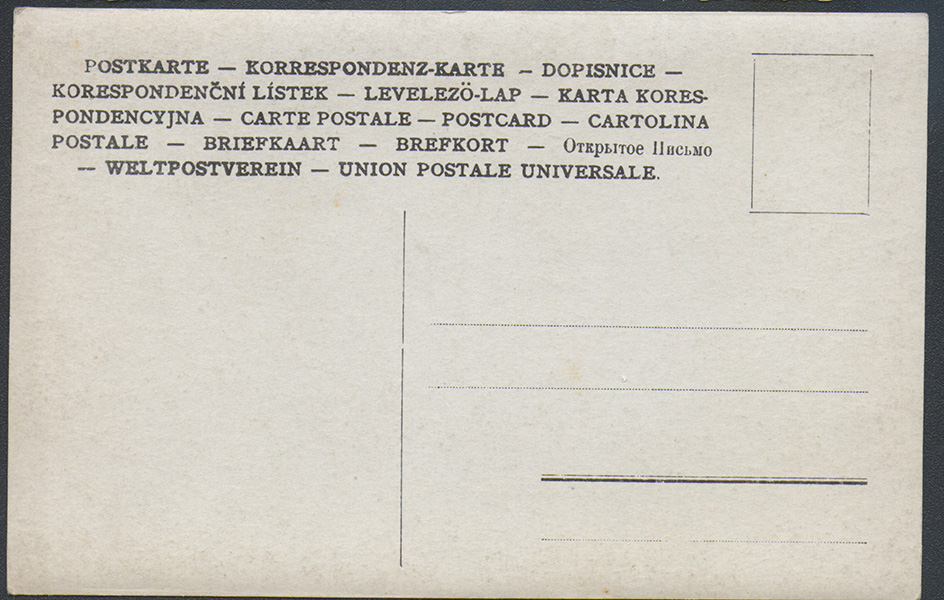 POSTKARTE — KORRESPONDENZ-KARTE — DOPISNICE —
KORESPONDENČNÍ LÍSTEK — LEVELEZÖ-LAP — KARTA KORES-
PONDENCYJNA — CARTE POSTALE — POSTCARD — CARTOLINA
POSTALE — BRIEFKAART — BREFKORT — Открытое Письмо
— WELTPOSTVEREIN — UNION POSTALE UNIVERSALE.